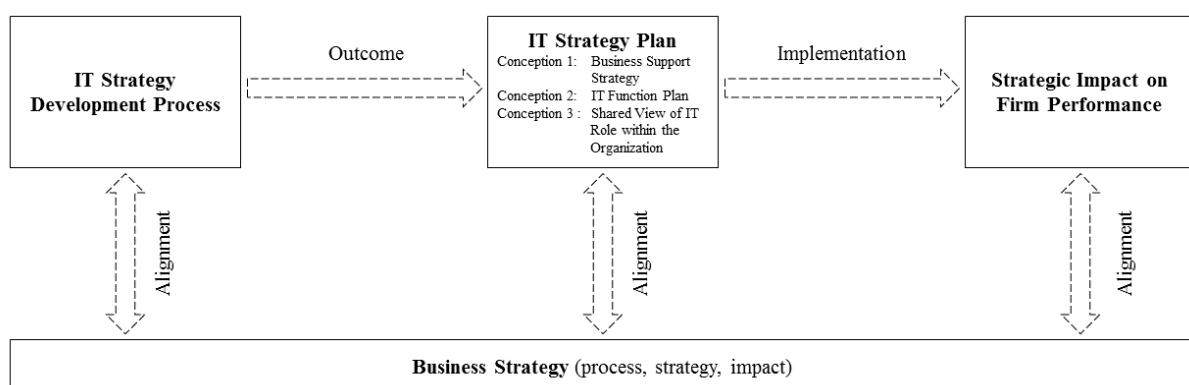 IT Strategy
Development Process
Outcome
IT Strategy Plan
Conception 1: Business Support
Strategy
Conception 2: IT Function Plan
Conception 3 : Shared View of IT
Role within the
Organization
Implementation
Strategic Impact on
Firm Performance
Alignment
Alignment
Alignment
Business Strategy (process, strategy, impact)